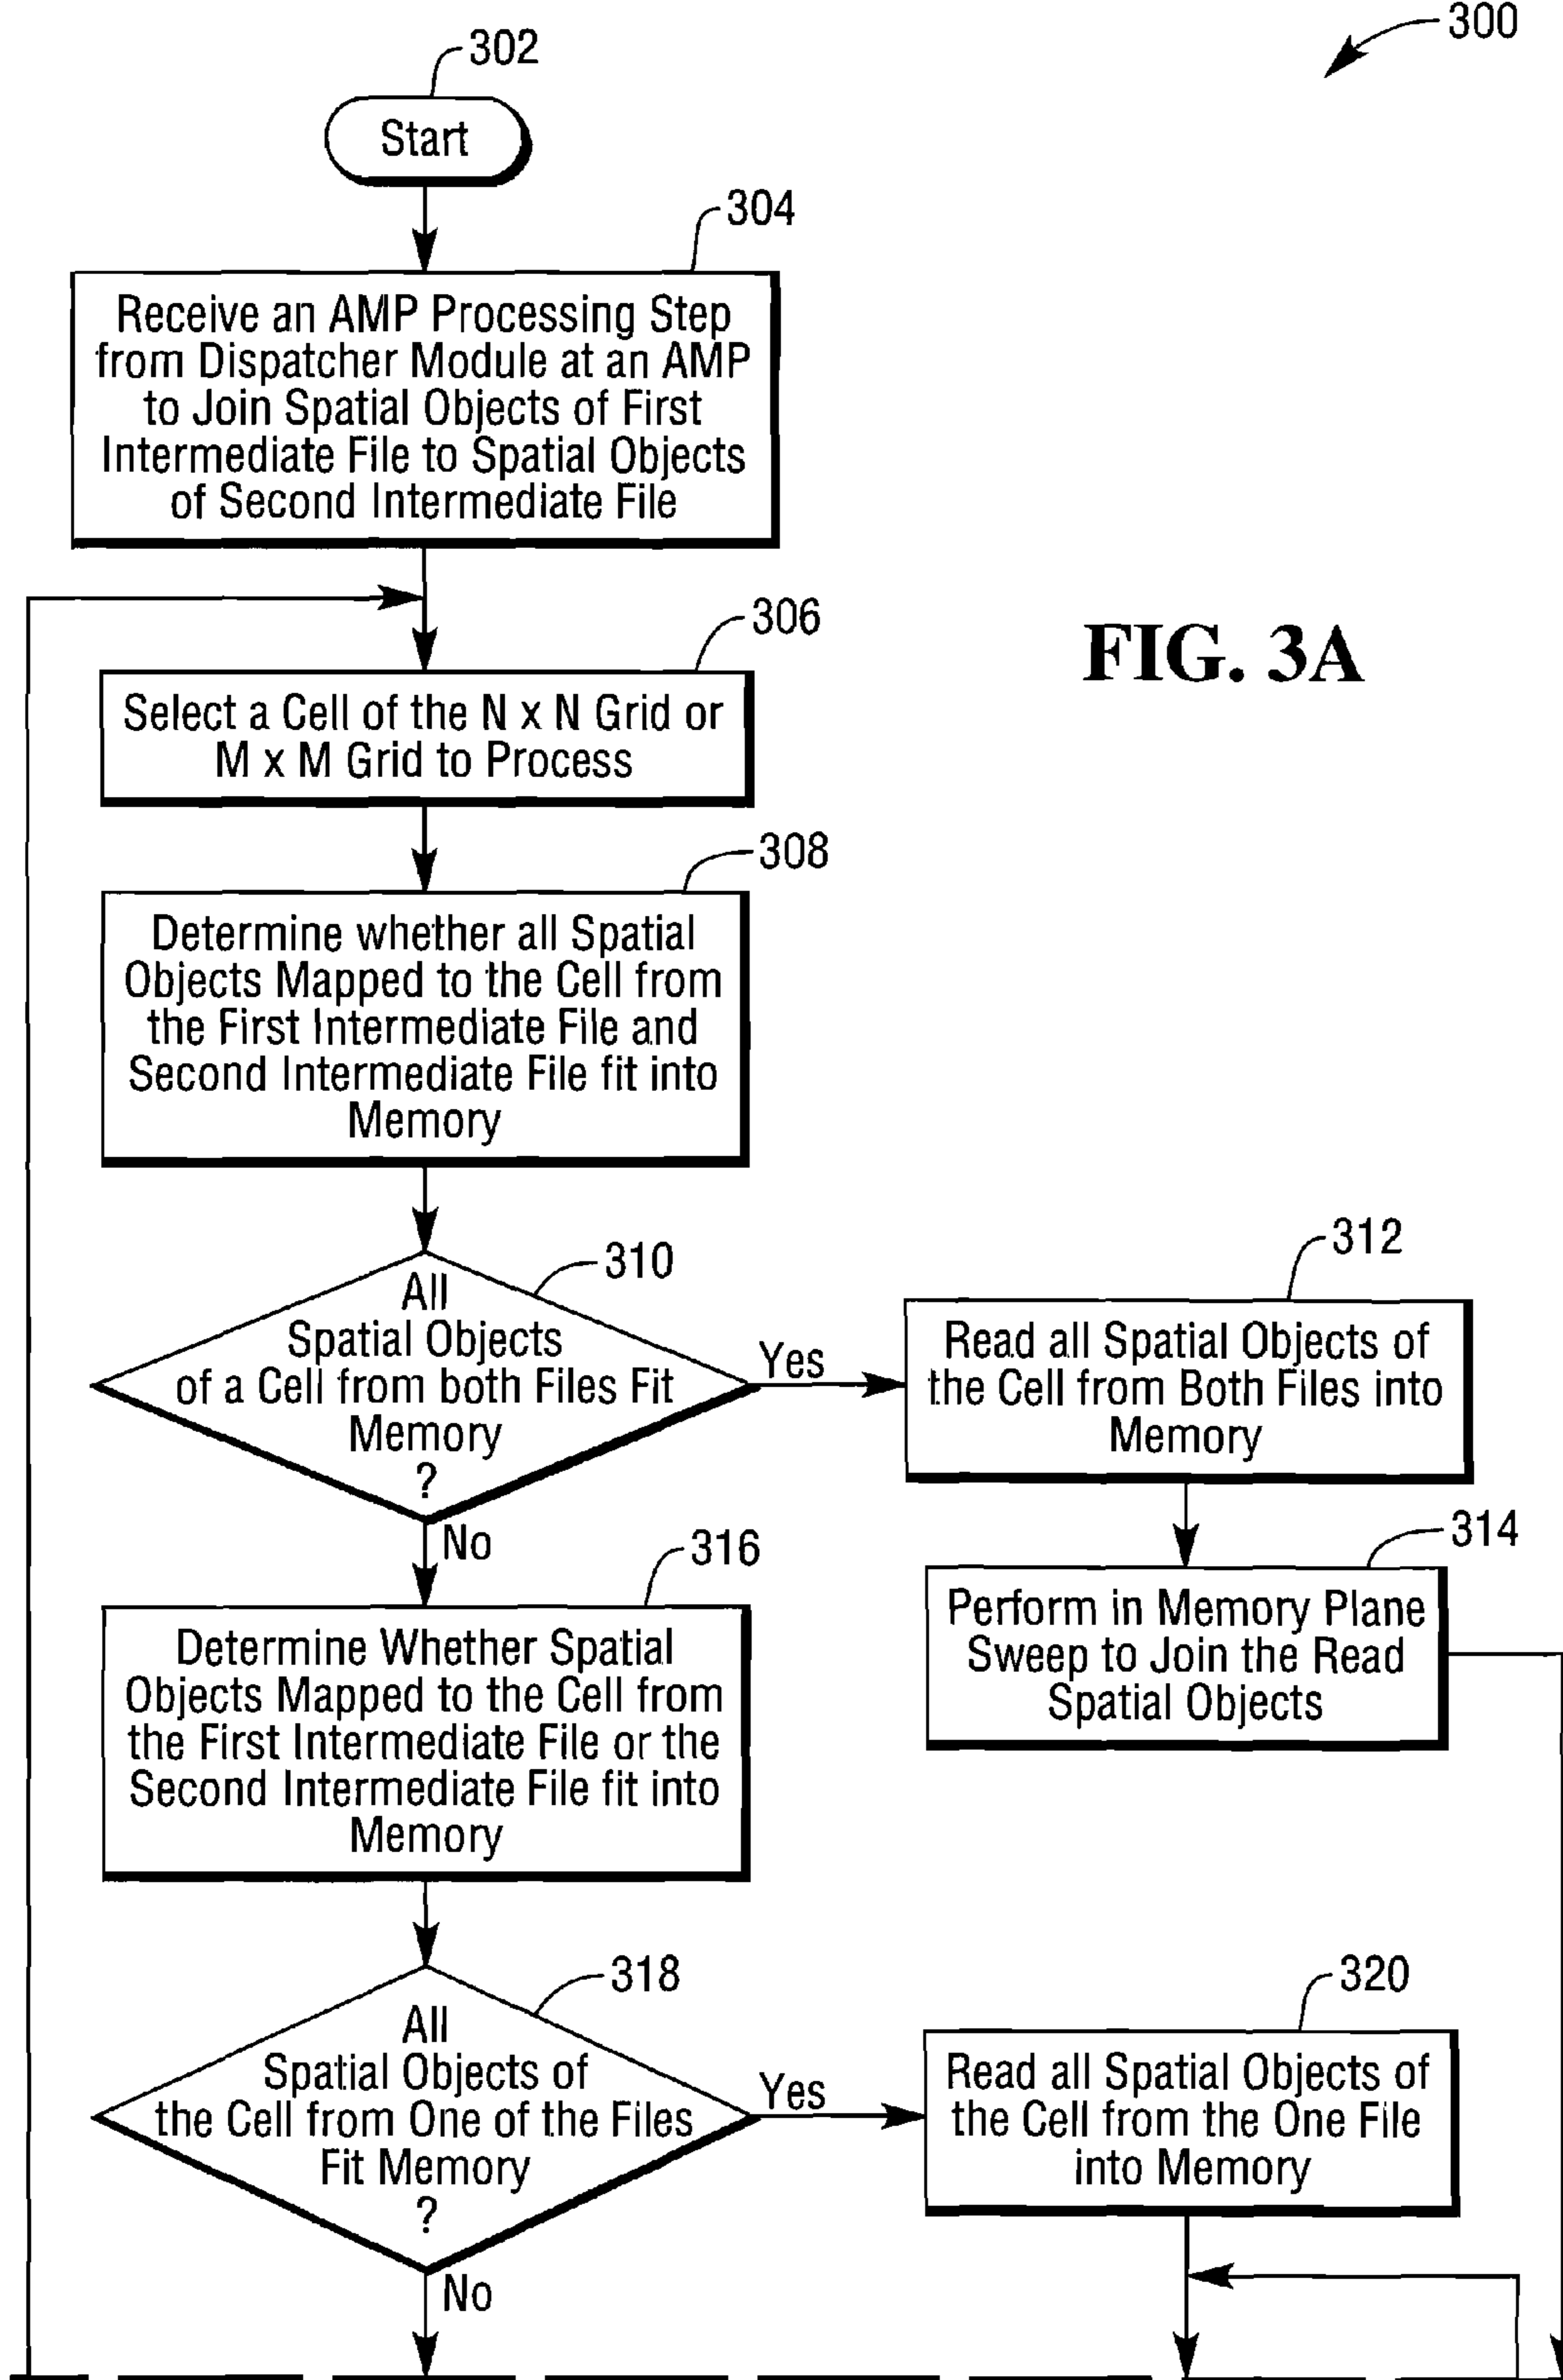 300
302
Start
304
Receive an AMP Processing Step
from Dispatcher Module at an AMP
to Join Spatial Objects of First
Intermediate File to Spatial Objects
of Second Intermediate File
306
FIG. 3A
Select a Cell of the N x N Grid or
M x M Grid to Process
308
Determine whether all Spatial
Objects Mapped to the Cell from
the First Intermediate File and
Second Intermediate File fit into
Memory
310
All
Spatial Objects
of a Cell from both Files Fit
Memory
?
Yes
312
Read all Spatial Objects of
the Cell from Both Files into
Memory
No
314
Perform in Memory Plane
Sweep to Join the Read
Spatial Objects
316
Determine Whether Spatial
Objects Mapped to the Cell from
the First Intermediate File or the
Second Intermediate File fit into
Memory
318
All
Spatial Objects of
the Cell from One of the Files
Fit Memory
?
Yes
320
Read all Spatial Objects of
the Cell from the One File
into Memory
No